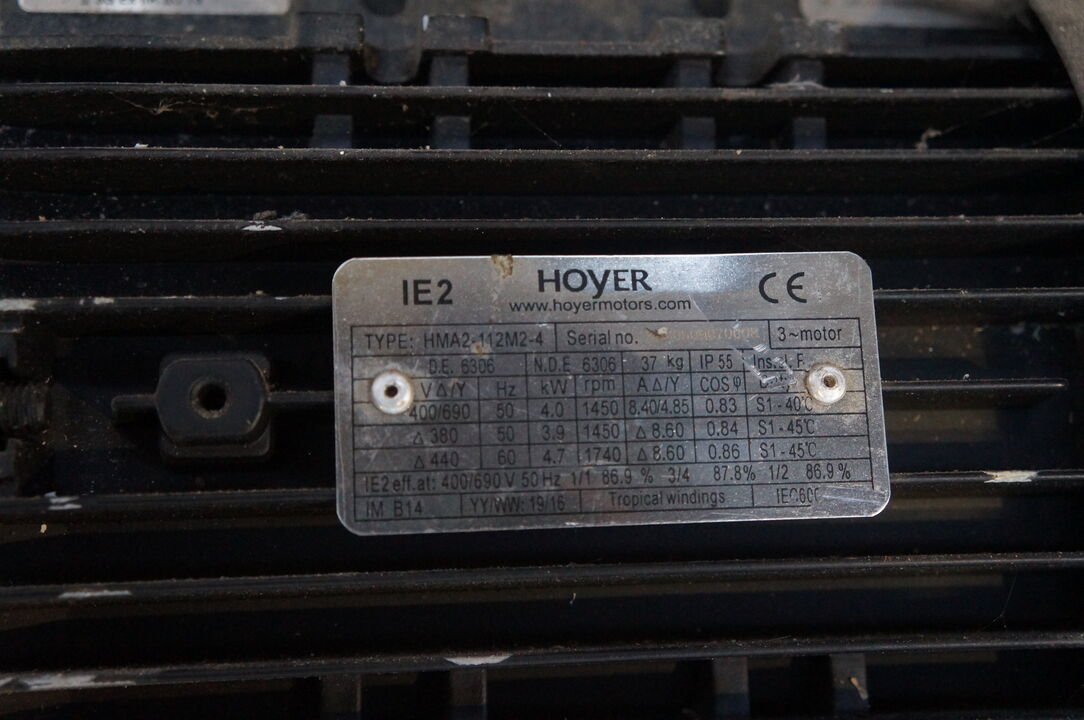 IE2 HOYER CE
www.hoyermotors.com
TYPE: HMA2-112M2-4 Serial no. 3~motor
D.E. 6306 N.D.E 6306 37 kg IP 55 F
V Δ/Y Hz kW rpm A Δ/Y COSφ
400/690 50 4.0 1450 8.40/4.85 0.83 S1 - 40°C
Δ 380 50 3.9 1450 Δ 8.60 0.84 S1 - 45°C
Δ 440 60 4.7 1740 Δ 8.60 0.86 S1 - 45°C
IE2 eff.at: 400/690 V 50 Hz 1/1 86.9 % 3/4 87.8% 1/2 86.9 %
IM B14 YY/WW: 19/16 Tropical windings